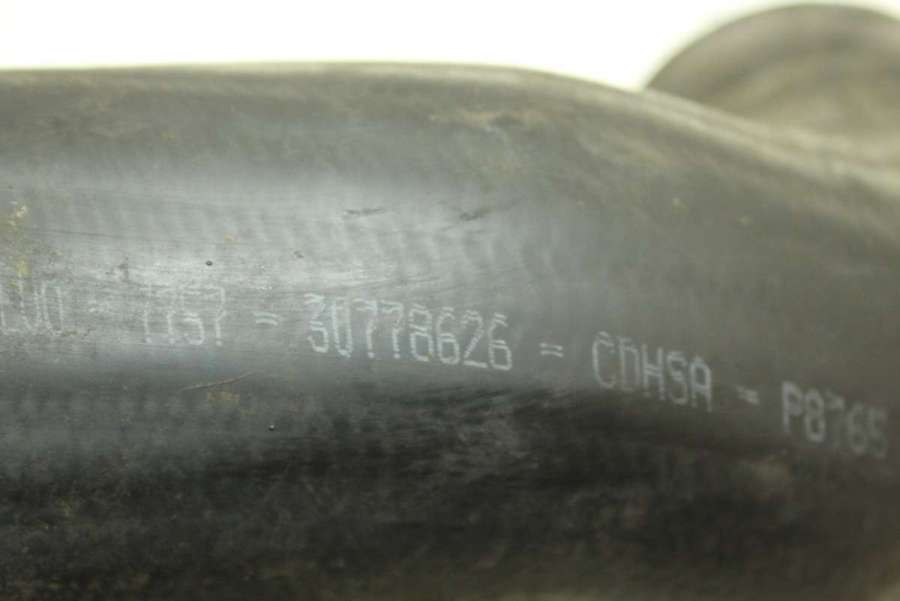 = 30778626 = CDHSA = P8765